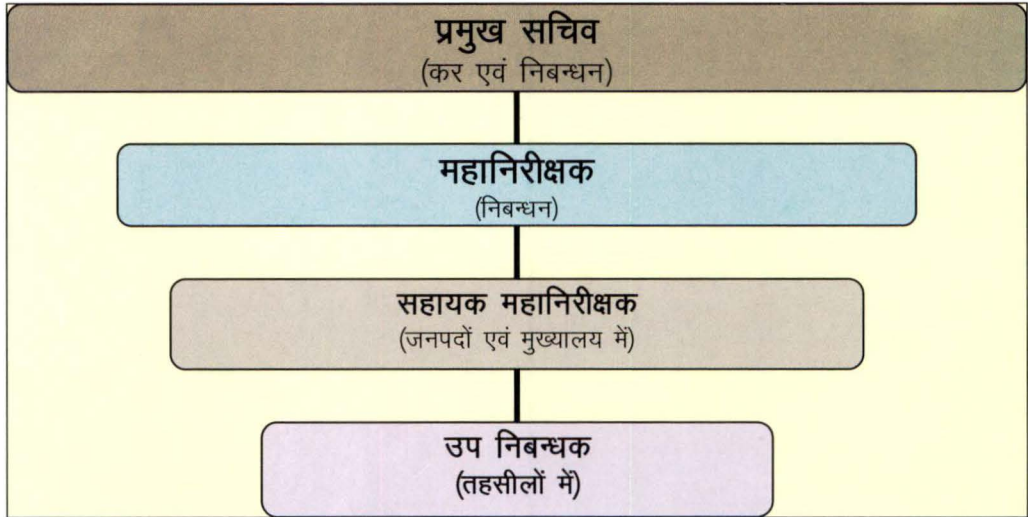 प्रमुख सचिव
(कर एवं निबन्धन)
महानिरीक्षक
(निबन्धन)
सहायक महानिरीक्षक
(जनपदों एवं मुख्यालय में)
उप निबन्धक
(तहसीलों में)